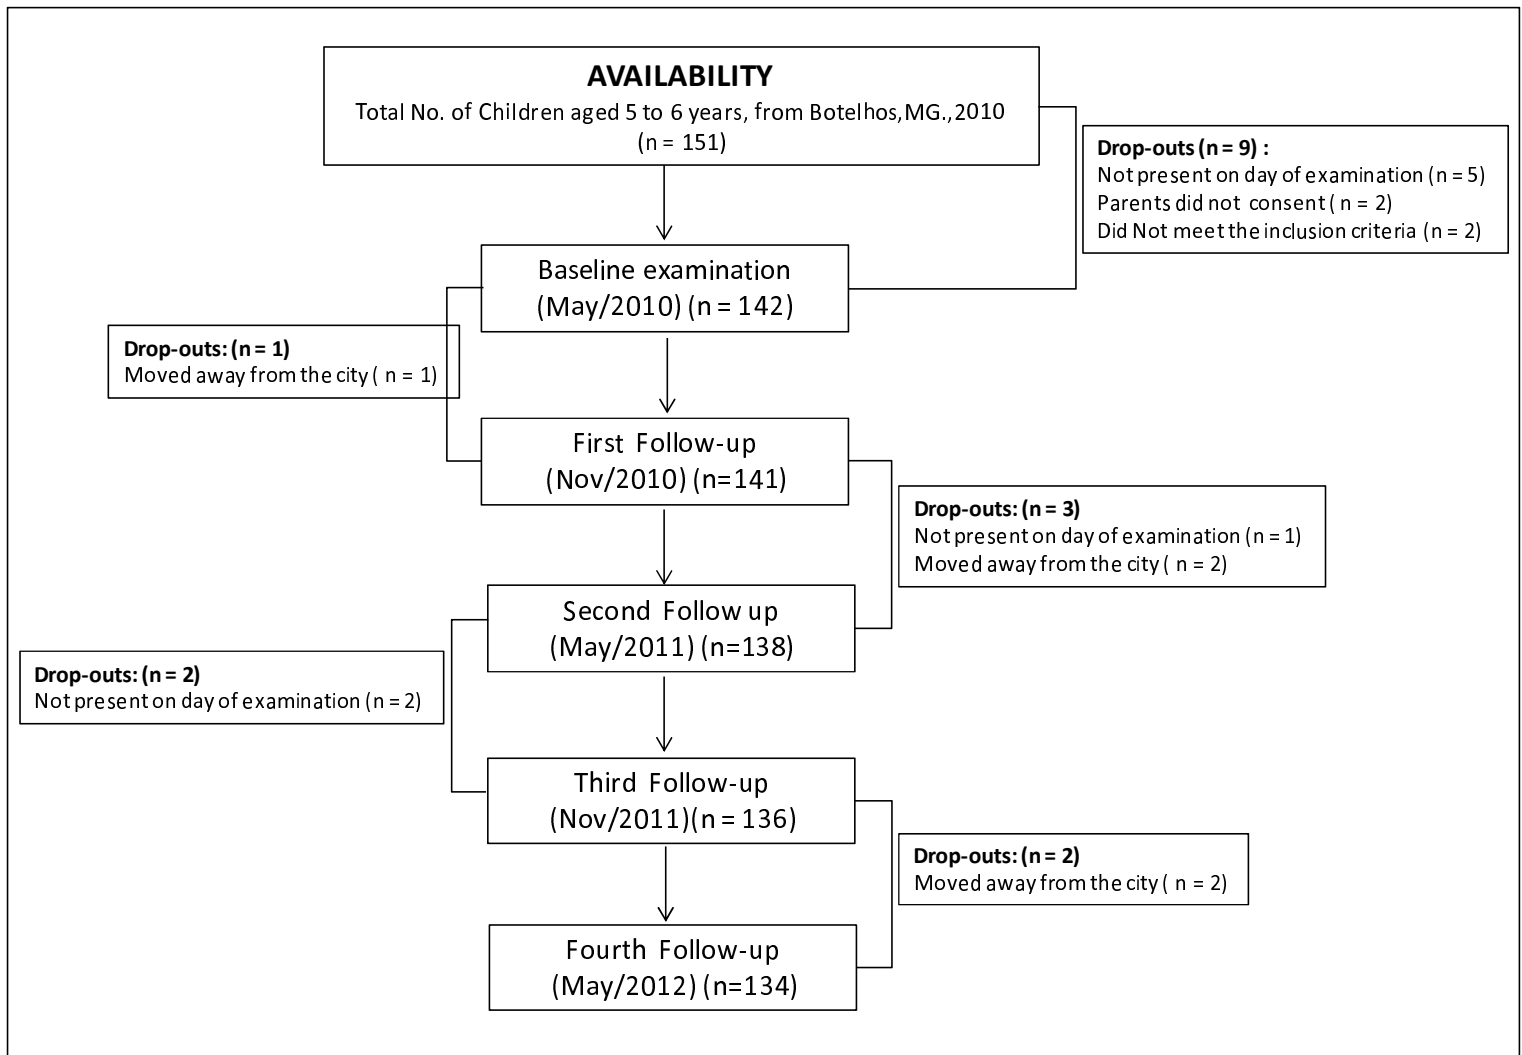 AVAILABILITY
Total No. of Children aged 5 to 6 years, from Botelhos,MG.,2010
(n = 151)
Drop-outs (n = 9) :
Not present on day of examination (n = 5)
Parents did not consent ( n = 2)
Did Not meet the inclusion criteria (n = 2)
Baseline examination
(May/2010) (n = 142)
Drop-outs: (n = 1)
Moved away from the city ( n = 1)
First Follow-up
(Nov/2010) (n=141)
Drop-outs: (n = 3)
Not present on day of examination (n = 1)
Moved away from the city ( n = 2)
Second Follow up
(May/2011) (n=138)
Drop-outs: (n = 2)
Not present on day of examination (n = 2)
Third Follow-up
(Nov/2011)(n = 136)
Drop-outs: (n = 2)
Moved away from the city ( n = 2)
Fourth Follow-up
(May/2012) (n=134)